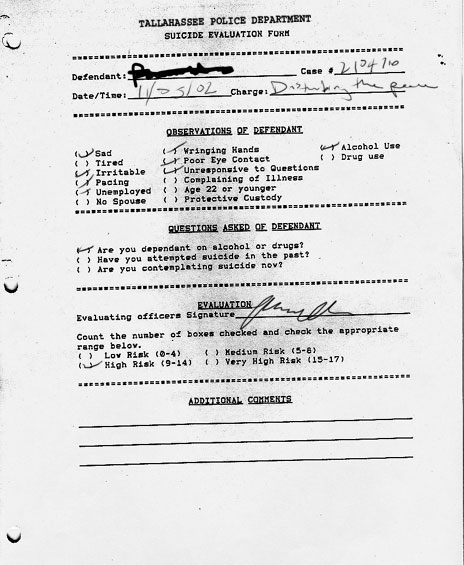 TALLAHASSEE POLICE DEPARTMENT
SUICIDE EVALUATION FORM
Defendant: Case # 2104710
Date/Time: 11/05/02 Charge: Disturbing the peace
OBSERVATIONS OF DEFENDANT
(✓) Sad (✓) Wringing Hands (✓) Alcohol Use
( ) Tired (✓) Poor Eye Contact ( ) Drug use
(✓) Irritable (✓) Unresponsive to Questions
(✓) Pacing ( ) Complaining of Illness
(✓) Unemployed ( ) Age 22 or younger
( ) No Spouse ( ) Protective Custody
QUESTIONS ASKED OF DEFENDANT
(✓) Are you dependant on alcohol or drugs?
( ) Have you attempted suicide in the past?
( ) Are you contemplating suicide now?
EVALUATION
Evaluating officers Signature
Count the number of boxes checked and check the appropriate
range below.
( ) Low Risk (0-4) ( ) Medium Risk (5-8)
(✓) High Risk (9-14) ( ) Very High Risk (15-17)
ADDITIONAL COMMENTS